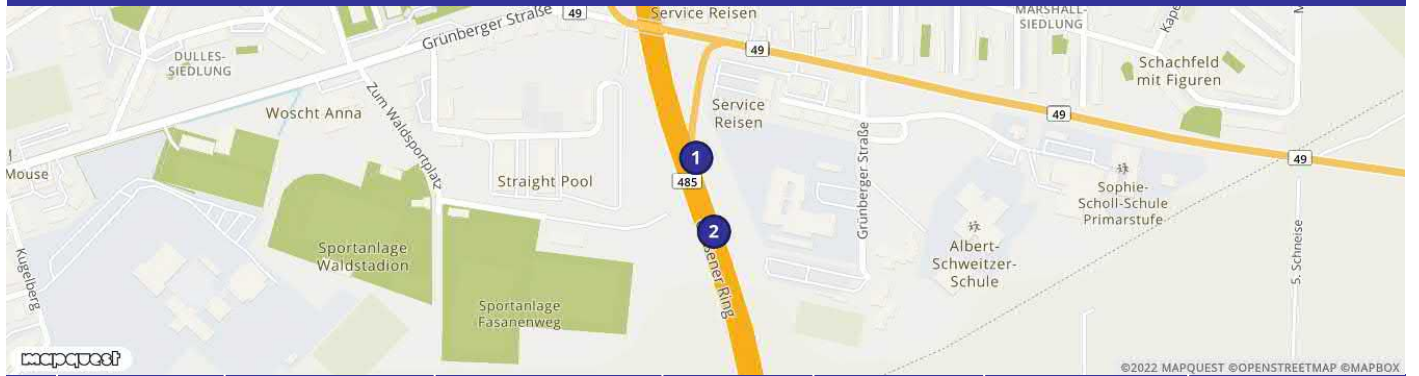 49
Service Reisen
MARSHALL-
SIEDLUNG
Grünberger Straße
49
DULLES-
SIEDLUNG
Schachfeld
mit Figuren
Woscht Anna
Zum Waldsportplatz
Service
Reisen
49
Grünberger Straße
1
49
Mouse
Straight Pool
485
Sophie-
Scholl-Schule
Primarstufe
2
Sportanlage
Waldstadion
Albert-
Schweitzer-
Schule
5. Schneise
Kugelberg
Sportanlage
Fasanenweg
sener Ring
mapquest
©2022 MAPQUEST ©OPENSTREETMAP ©MAPBOX